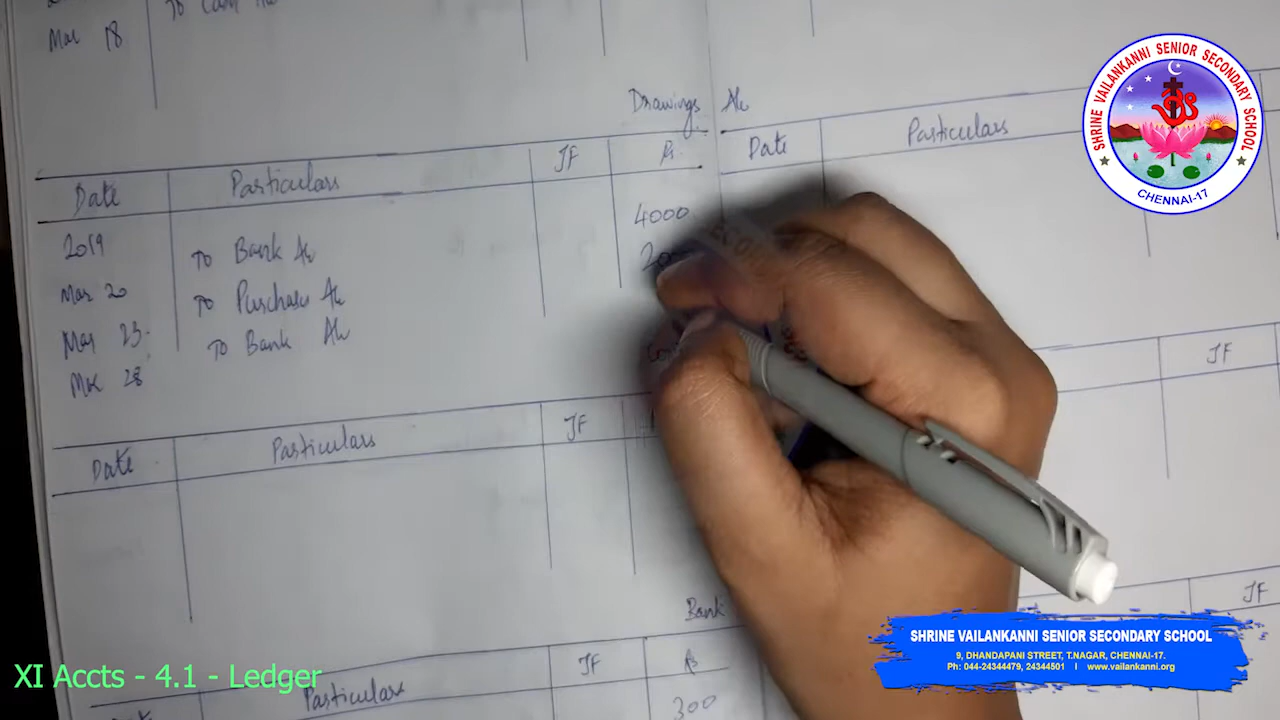 To Cash A/c
Mar 18
Drawings A/c
Date Particulars JF Rs Date Particulars
2019
4000
Mar 20 To Bank A/c
Mar 23 To Purchase A/c
Mar 28 To Bank A/c
JF
Date Particulars JF
Bank
JF
Particulars JF Rs
300
SHRINE VAILANKANNI SENIOR SECONDARY SCHOOL
CHENNAI-17
SHRINE VAILANKANNI SENIOR SECONDARY SCHOOL
9, DHANDAPANI STREET, T.NAGAR, CHENNAI-17.
Ph: 044-24344479, 24344501 I www.vailankanni.org
XI Accts - 4.1 - Ledger